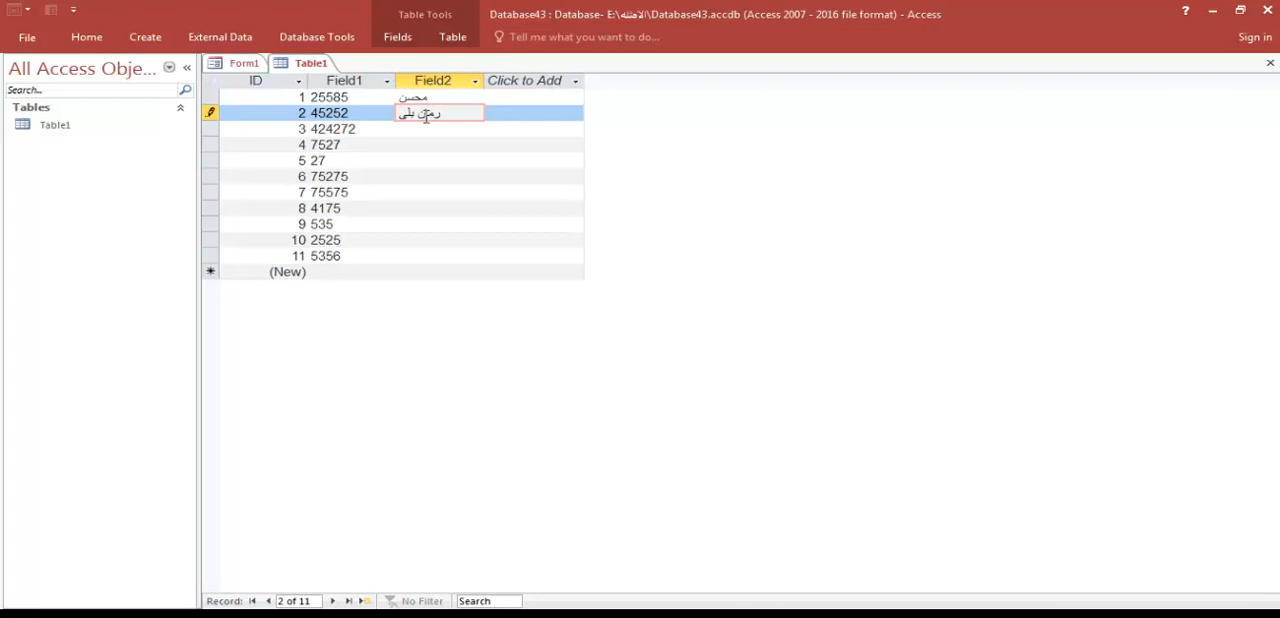 Table Tools
Database43 : Database- E:\الامثله\Database43.accdb (Access 2007 - 2016 file format) - Access
?
File Home Create External Data Database Tools Fields Table Tell me what you want to do... Sign in
All Access Obje... «
Search...
Tables
Table1
Form1 Table1
ID Field1 Field2 Click to Add
1 25585 محسن
2 45252 بلى
3 424272
4 7527
5 27
6 75275
7 75575
8 4175
9 535
10 2525
11 5356
(New)
Record: 2 of 11 No Filter Search